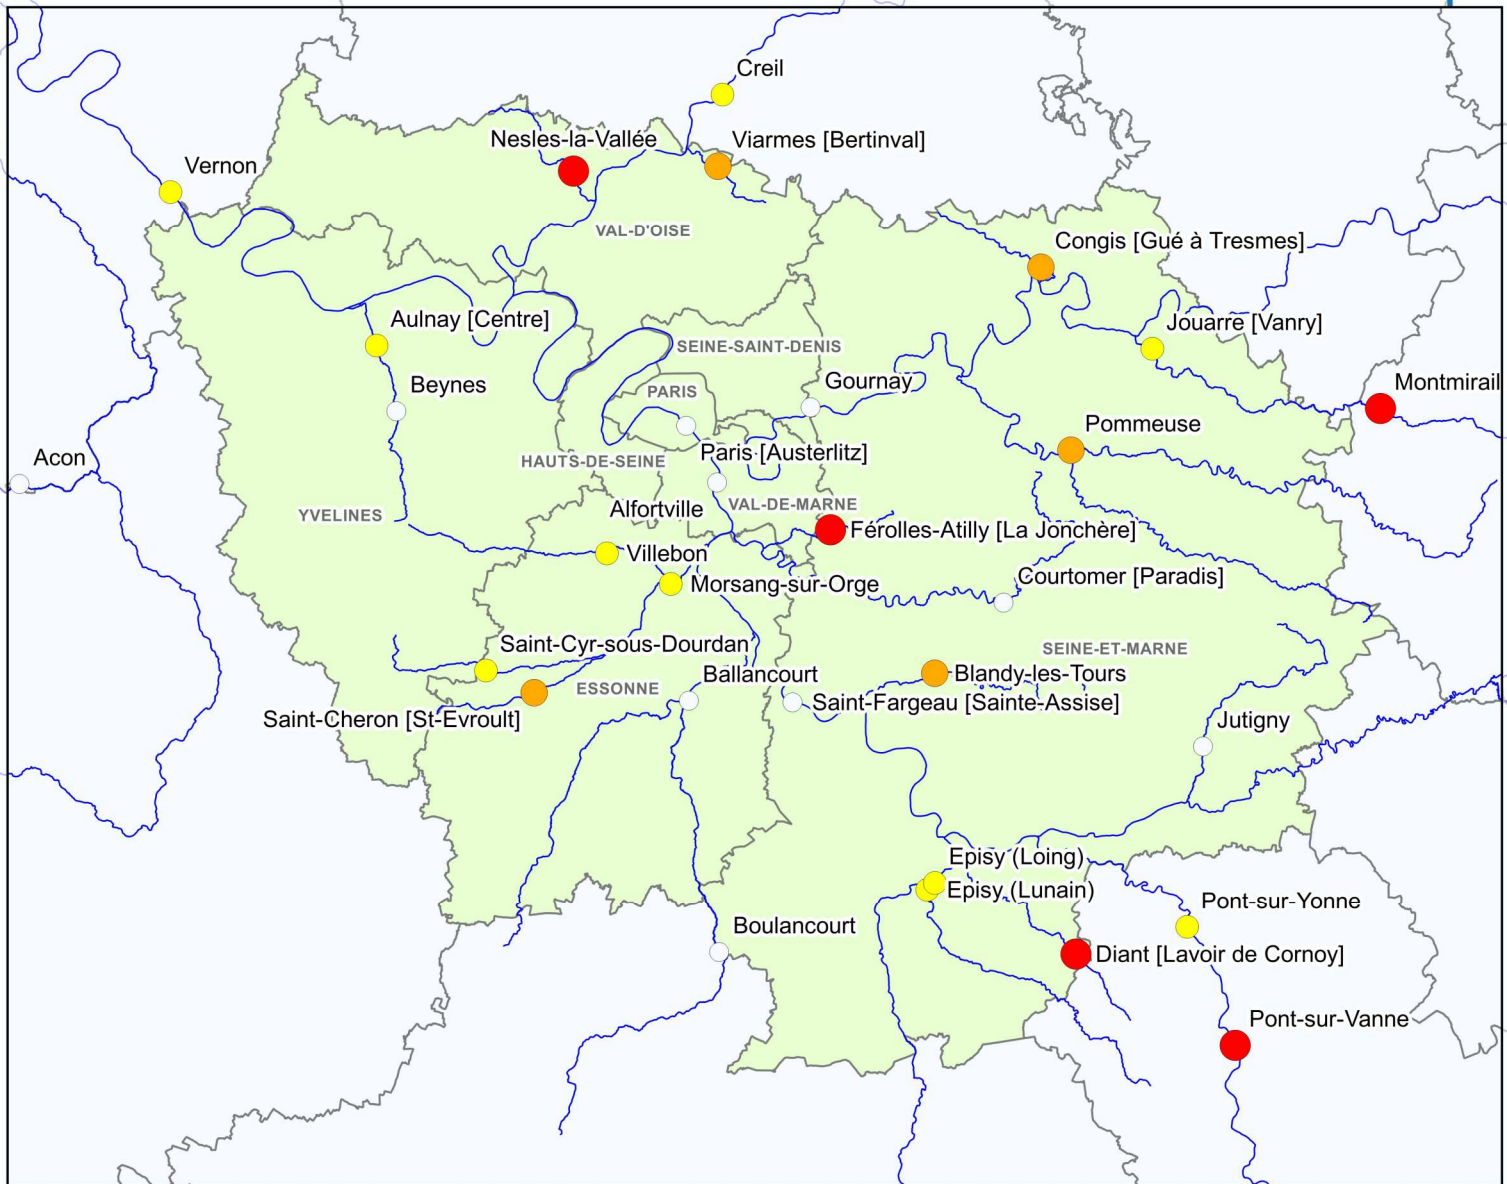 Creil
Nesles-la-Vallée
Viarmes [Bertinval]
Vernon
VAL-D'OISE
Congis [Gué à Tresmes]
Aulnay [Centre]
Jouarre [Vanry]
SEINE-SAINT-DENIS
Beynes
PARIS
Gournay
Montmirail
Pommeuse
Acon
Paris [Austerlitz]
HAUTS-DE-SEINE
YVELINES
Alfortville
VAL-DE-MARNE
Férolles-Atilly [La Jonchère]
Villebon
Morsang-sur-Orge
Courtomer [Paradis]
Saint-Cyr-sous-Dourdan
SEINE-ET-MARNE
Ballancourt
Blandy-les-Tours
ESSONNE
Saint-Fargeau [Sainte-Assise]
Saint-Cheron [St-Evroult]
Jutigny
Episy (Loing)
Episy (Lunain)
Pont-sur-Yonne
Boulancourt
Diant [Lavoir de Cornoy]
Pont-sur-Vanne